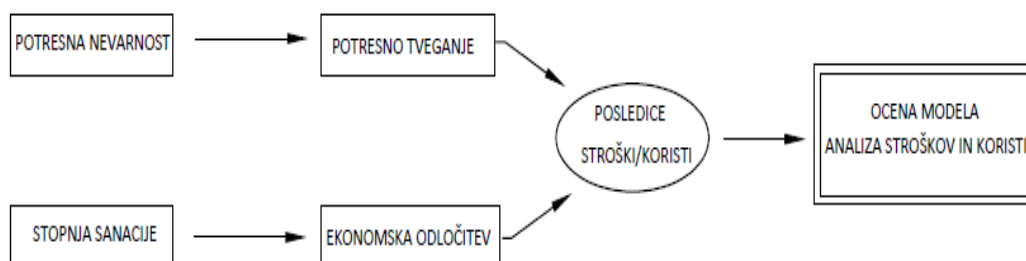 POTRESNA NEVARNOST
POTRESNO TVEGANJE
POSLEDICE
STROŠKI/KORISTI
OCENA MODELA
ANALIZA STROŠKOV IN KORISTI
STOPNJA SANACIJE
EKONOMSKA ODLOČITEV